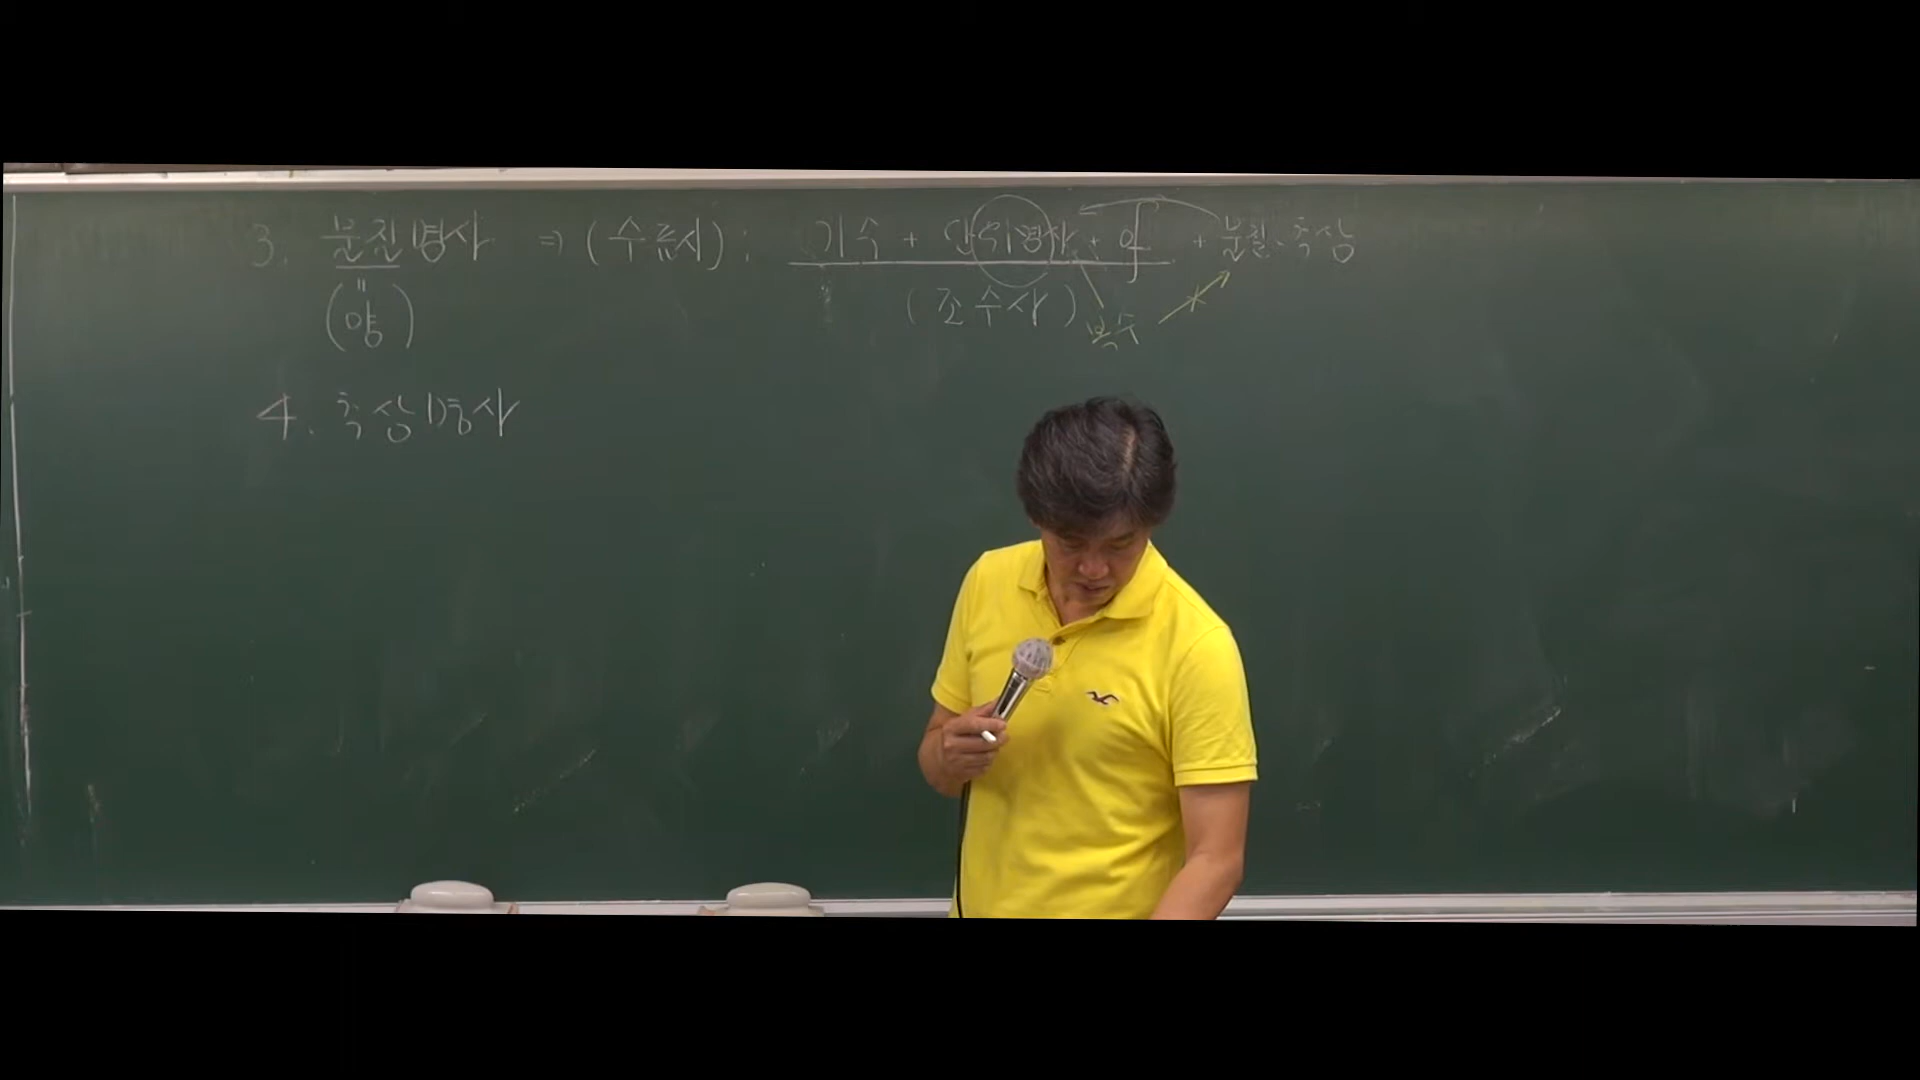 3. 물질명사 ⇒ (수표시) : 기수 + 단위명사 + of + 물질, 추상
(양) (조수사) 복수
4. 추상명사